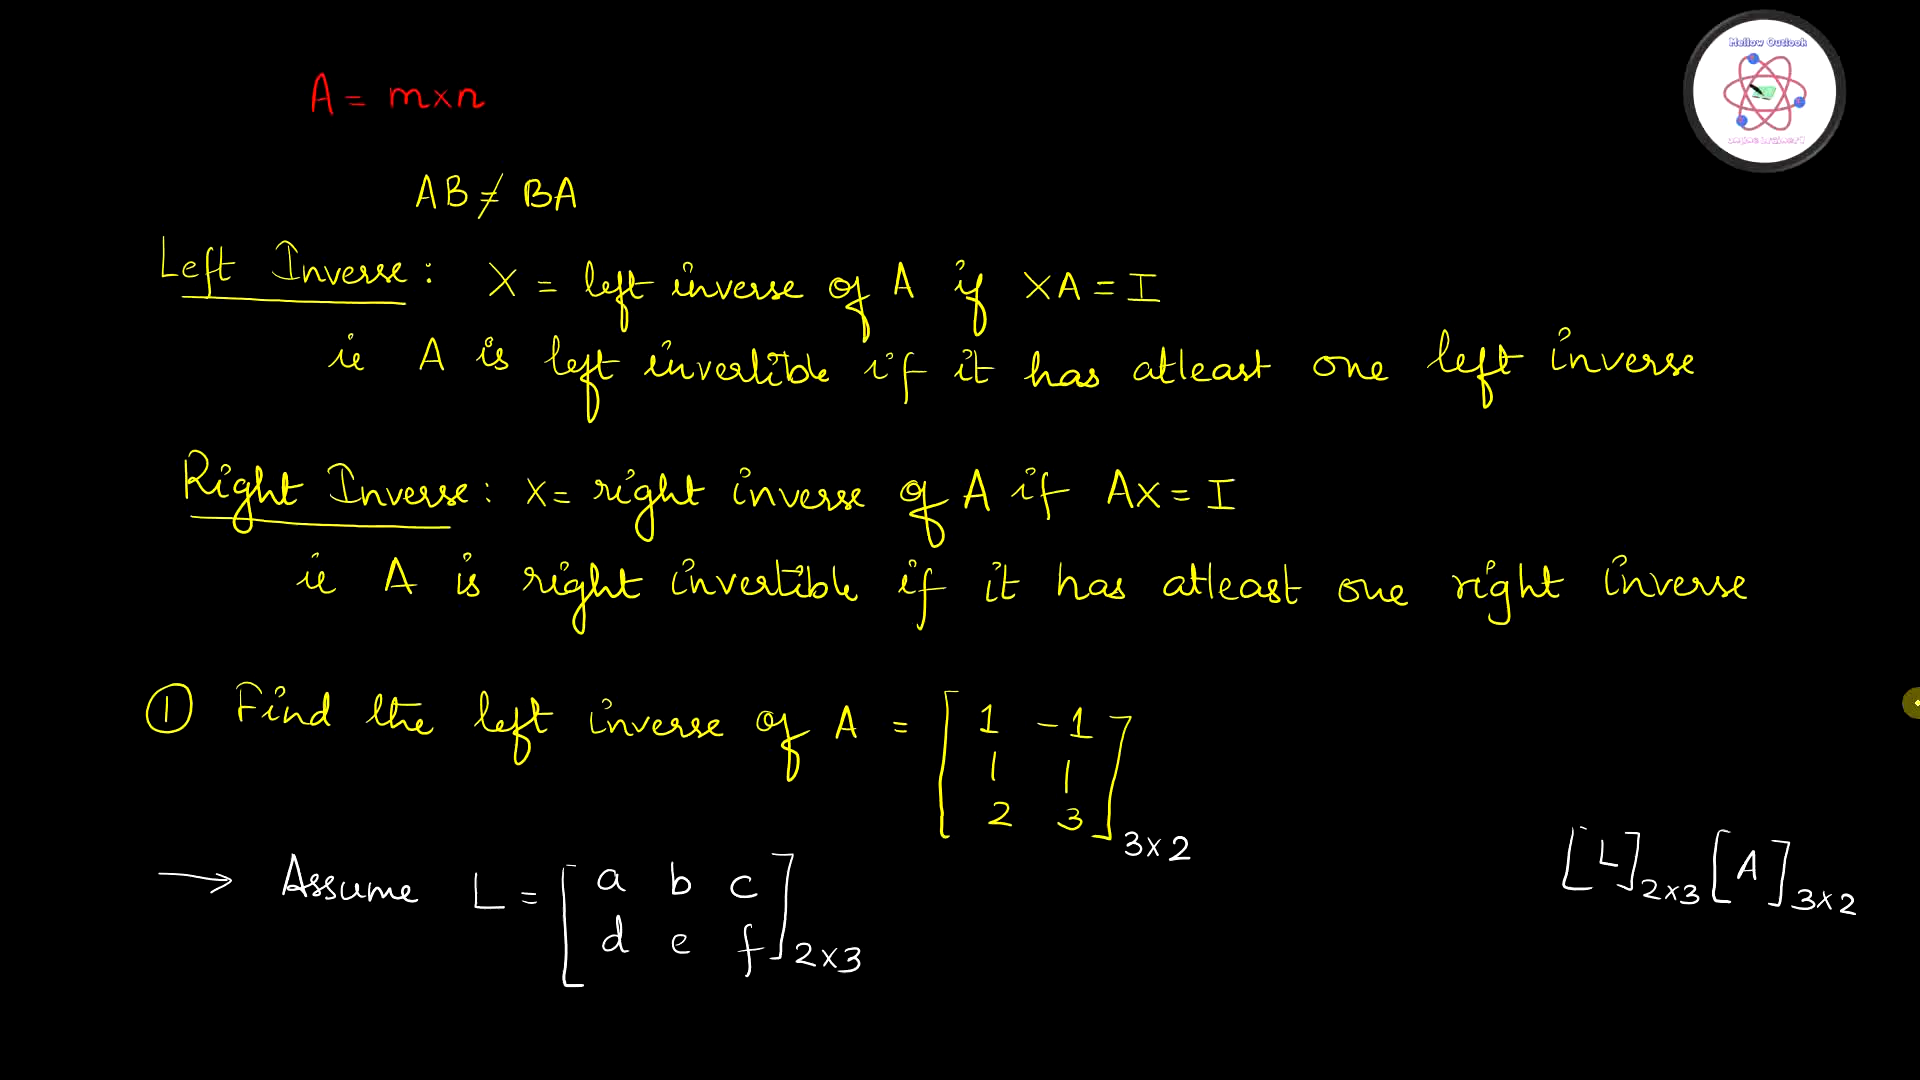 Mellow Outlook
A = m×n
AB ≠ BA
Left Inverse : X = left inverse of A if XA = I
ie A is left invertible if it has atleast one left inverse
Right Inverse : X = right inverse of A if AX = I
ie A is right invertible if it has atleast one right inverse
① Find the left inverse of A = [ 1 -1
1 1
2 3 ] 3×2
→ Assume L = [ a b c
d e f ] 2×3
[L] 2×3 [A] 3×2